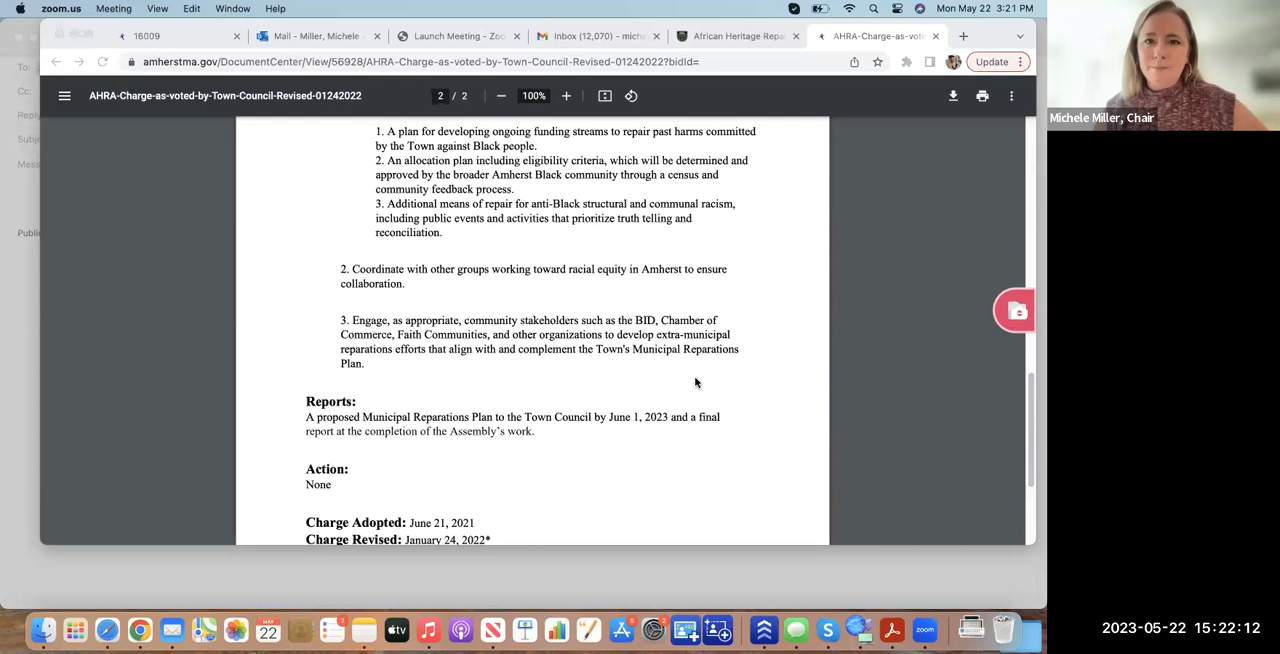 zoom.us Meeting View Edit Window Help Mon May 22 3:21 PM
16009 Mail - Miller, Michele - Launch Meeting - Zoo Inbox (12,070) - mich African Heritage Repa AHRA-Charge-as-vote
amherstma.gov/DocumentCenter/View/56928/AHRA-Charge-as-voted-by-Town-Council-Revised-01242022?bidId= Update
To:
Cc:
Reply
Subje
Mess
Public
AHRA-Charge-as-voted-by-Town-Council-Revised-01242022 2 / 2 100%
1. A plan for developing ongoing funding streams to repair past harms committed
by the Town against Black people.
2. An allocation plan including eligibility criteria, which will be determined and
approved by the broader Amherst Black community through a census and
community feedback process.
3. Additional means of repair for anti-Black structural and communal racism,
including public events and activities that prioritize truth telling and
reconciliation.
2. Coordinate with other groups working toward racial equity in Amherst to ensure
collaboration.
3. Engage, as appropriate, community stakeholders such as the BID, Chamber of
Commerce, Faith Communities, and other organizations to develop extra-municipal
reparations efforts that align with and complement the Town's Municipal Reparations
Plan.
Reports:
A proposed Municipal Reparations Plan to the Town Council by June 1, 2023 and a final
report at the completion of the Assembly's work.
Action:
None
Charge Adopted: June 21, 2021
Charge Revised: January 24, 2022*
Michele Miller, Chair
MAY
22
tv
zoom
2023-05-22 15:22:12